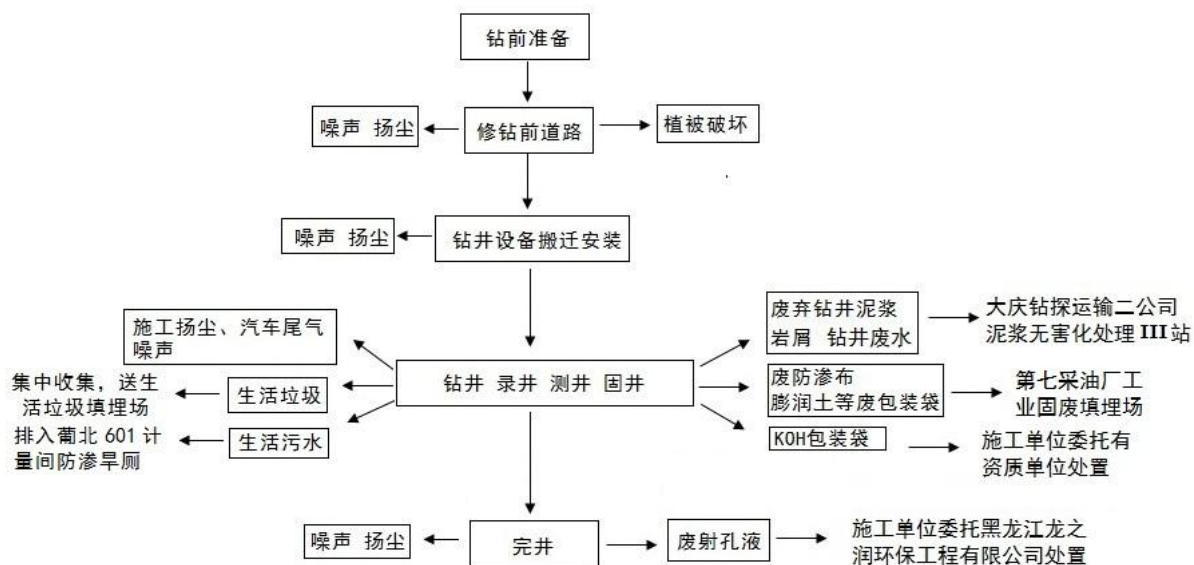 钻前准备
噪声 扬尘
修钻前道路
植被破坏
噪声 扬尘
钻井设备搬迁安装
施工扬尘、汽车尾气
噪声
集中收集，送生
活垃圾填埋场
生活垃圾
排入葡北 601 计
量间防渗旱厕
生活污水
钻井 录井 测井 固井
废弃钻井泥浆
岩屑 钻井废水
大庆钻探运输二公司
泥浆无害化处理 III 站
废防渗布
膨润土等废包装袋
第七采油厂工
业固废填埋场
KOH包装袋
施工单位委托有
资质单位处置
噪声 扬尘
完井
废射孔液
施工单位委托黑龙江龙之
润环保工程有限公司处置